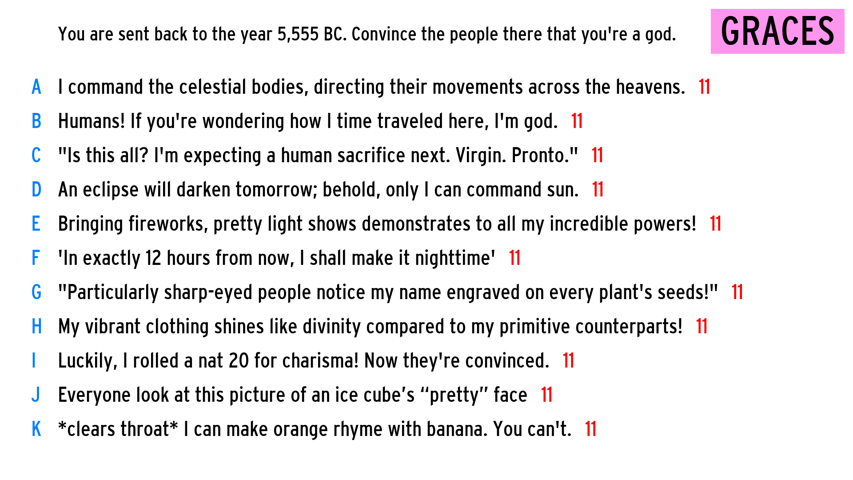 You are sent back to the year 5,555 BC. Convince the people there that you're a god.
GRACES
A I command the celestial bodies, directing their movements across the heavens. 11
B Humans! If you're wondering how I time traveled here, I'm god. 11
C "Is this all? I'm expecting a human sacrifice next. Virgin. Pronto." 11
D An eclipse will darken tomorrow; behold, only I can command sun. 11
E Bringing fireworks, pretty light shows demonstrates to all my incredible powers! 11
F 'In exactly 12 hours from now, I shall make it nighttime' 11
G "Particularly sharp-eyed people notice my name engraved on every plant's seeds!" 11
H My vibrant clothing shines like divinity compared to my primitive counterparts! 11
I Luckily, I rolled a nat 20 for charisma! Now they're convinced. 11
J Everyone look at this picture of an ice cube’s “pretty” face 11
K *clears throat* I can make orange rhyme with banana. You can't. 11